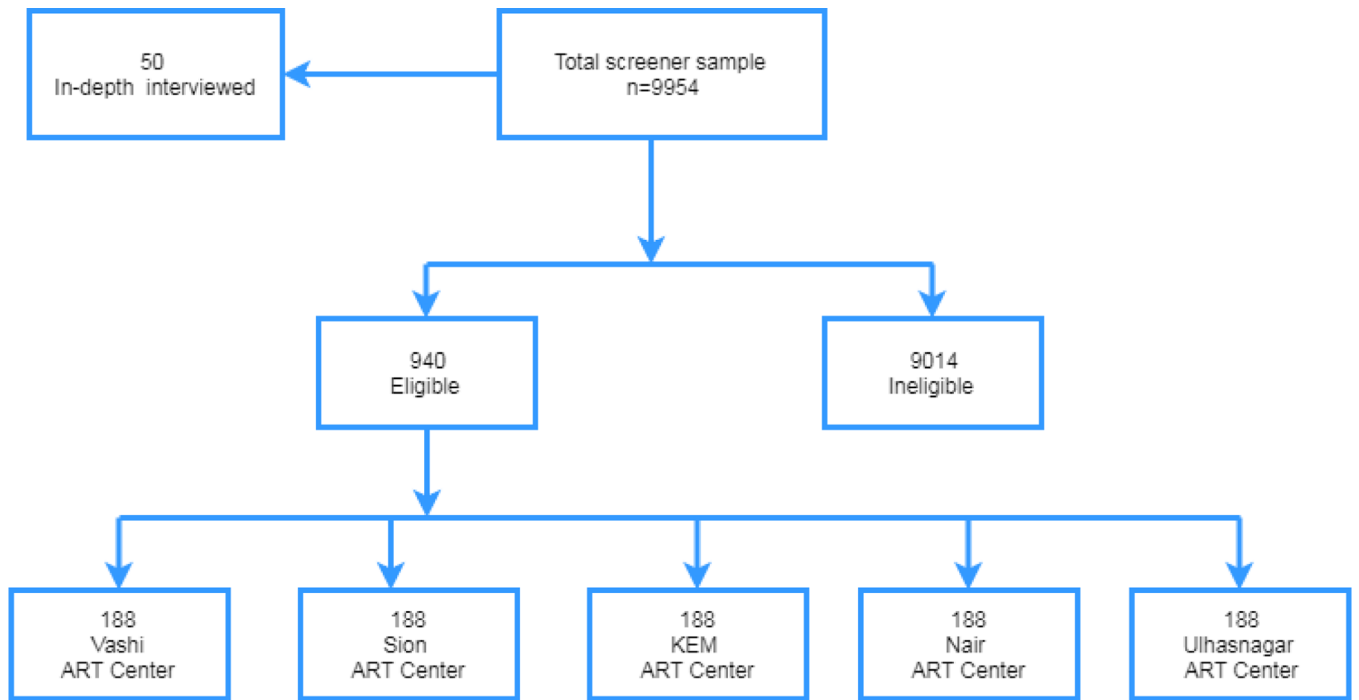 50
In-depth interviewed
Total screener sample
n=9954
940
Eligible
9014
Ineligible
188
Vashi
ART Center
188
Sion
ART Center
188
KEM
ART Center
188
Nair
ART Center
188
Ulhasnagar
ART Center